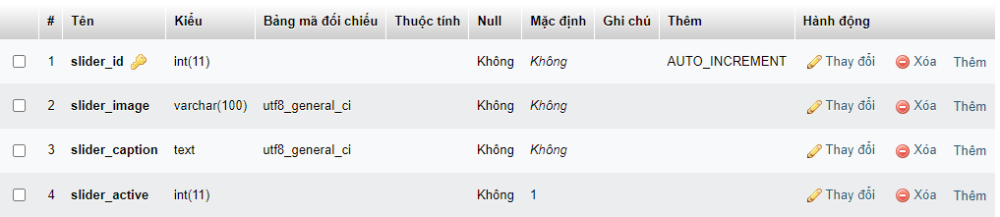 # Tên Kiểu Bảng mã đối chiếu Thuộc tính Null Mặc định Ghi chú Thêm Hành động
1 slider_id int(11) Không Không AUTO_INCREMENT Thay đổi Xóa Thêm
2 slider_image varchar(100) utf8_general_ci Không Không Thay đổi Xóa Thêm
3 slider_caption text utf8_general_ci Không Không Thay đổi Xóa Thêm
4 slider_active int(11) Không 1 Thay đổi Xóa Thêm